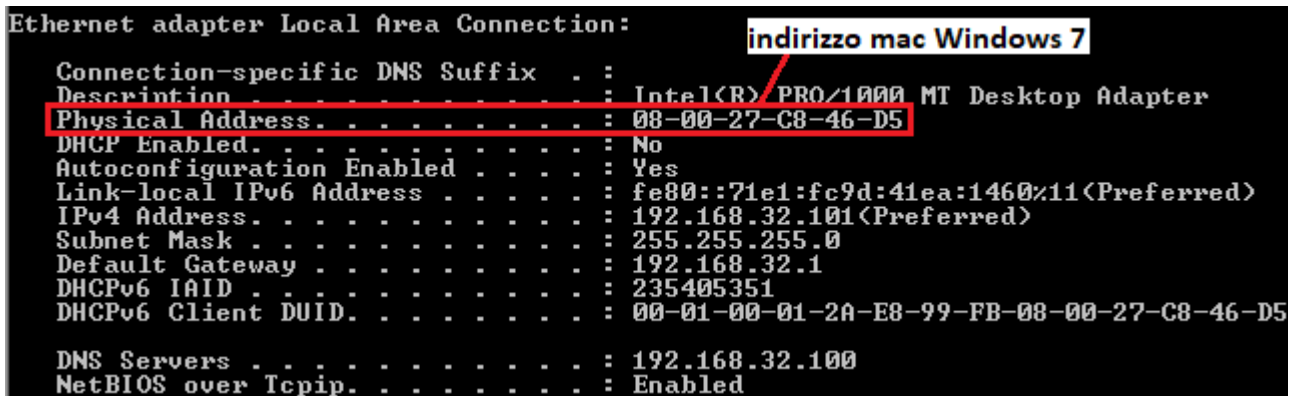 Ethernet adapter Local Area Connection:
indirizzo mac Windows 7
Connection-specific DNS Suffix . :
Description . . . . . . . . . . . : Intel(R) PRO/1000 MT Desktop Adapter
Physical Address. . . . . . . . . : 08-00-27-C8-46-D5
DHCP Enabled. . . . . . . . . . . : No
Autoconfiguration Enabled . . . . : Yes
Link-local IPv6 Address . . . . . : fe80::71e1:fc9d:41ea:1460%11(Preferred)
IPv4 Address. . . . . . . . . . . : 192.168.32.101(Preferred)
Subnet Mask . . . . . . . . . . . : 255.255.255.0
Default Gateway . . . . . . . . . : 192.168.32.1
DHCPv6 IAID . . . . . . . . . . . : 235405351
DHCPv6 Client DUID. . . . . . . . : 00-01-00-01-2A-E8-99-FB-08-00-27-C8-46-D5
DNS Servers . . . . . . . . . . . : 192.168.32.100
NetBIOS over Tcpip. . . . . . . . : Enabled